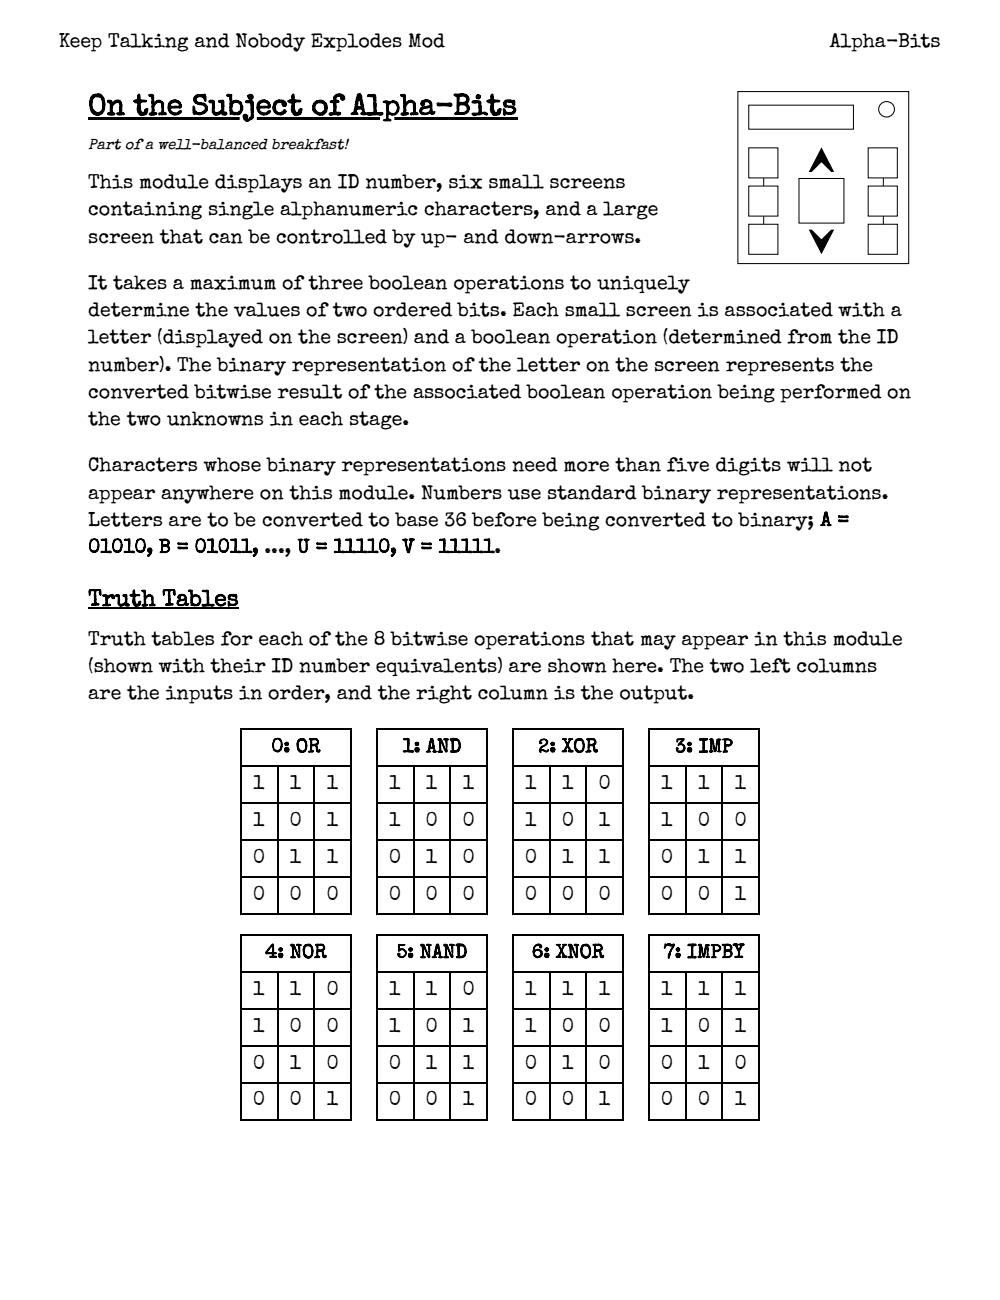 Keep Talking and Nobody Explodes Mod
Alpha-Bits
On the Subject of Alpha-Bits
Part of a well-balanced breakfast!
This module displays an ID number, six small screens
containing single alphanumeric characters, and a large
screen that can be controlled by up- and down-arrows.
It takes a maximum of three boolean operations to uniquely
determine the values of two ordered bits. Each small screen is associated with a
letter (displayed on the screen) and a boolean operation (determined from the ID
number). The binary representation of the letter on the screen represents the
converted bitwise result of the associated boolean operation being performed on
the two unknowns in each stage.
Characters whose binary representations need more than five digits will not
appear anywhere on this module. Numbers use standard binary representations.
Letters are to be converted to base 36 before being converted to binary; A =
01010, B = 01011, ..., U = 11110, V = 11111.
Truth Tables
Truth tables for each of the 8 bitwise operations that may appear in this module
(shown with their ID number equivalents) are shown here. The two left columns
are the inputs in order, and the right column is the output.
0: OR 1: AND 2: XOR 3: IMP
1 1 1 1 1 1 1 1 0 1 1 1
1 0 1 1 0 0 1 0 1 1 0 0
0 1 1 0 1 0 0 1 1 0 1 1
0 0 0 0 0 0 0 0 0 0 0 1
4: NOR 5: NAND 6: XNOR 7: IMPBY
1 1 0 1 1 0 1 1 1 1 1 1
1 0 0 1 0 1 1 0 0 1 0 1
0 1 0 0 1 1 0 1 0 0 1 0
0 0 1 0 0 1 0 0 1 0 0 1